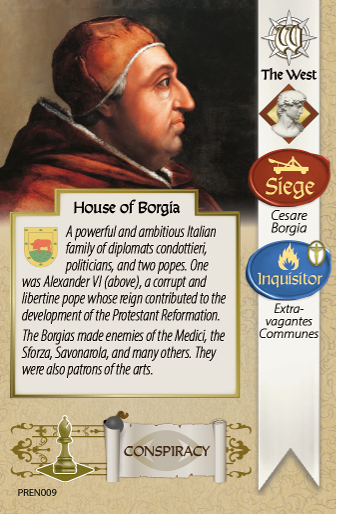 W
The West
Siege
Cesare
Borgia
Inquisitor
Extra-
vagantes
Communes
House of Borgia
A powerful and ambitious Italian
family of diplomats condottieri,
politicians, and two popes. One
was Alexander VI (above), a corrupt and
libertine pope whose reign contributed to the
development of the Protestant Reformation.
The Borgias made enemies of the Medici, the
Sforza, Savonarola, and many others. They
were also patrons of the arts.
CONSPIRACY
PREN009